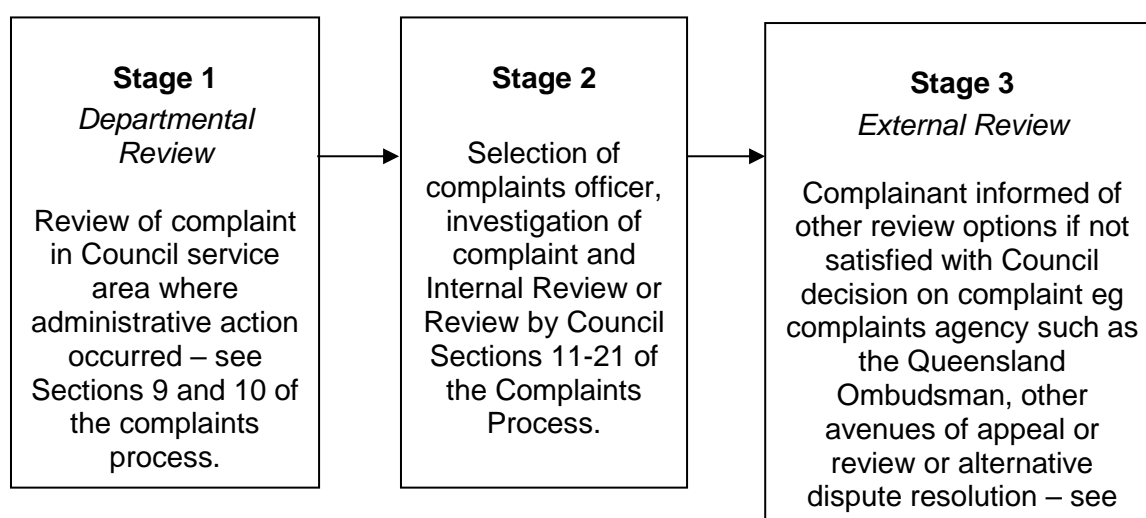 Stage 1
Departmental
Review
Review of complaint
in Council service
area where
administrative action
occurred – see
Sections 9 and 10 of
the complaints
process.
Stage 2
Selection of
complaints officer,
investigation of
complaint and
Internal Review or
Review by Council
Sections 11-21 of
the Complaints
Process.
Stage 3
External Review
Complainant informed of
other review options if not
satisfied with Council
decision on complaint eg
complaints agency such as
the Queensland
Ombudsman, other
avenues of appeal or
review or alternative
dispute resolution – see